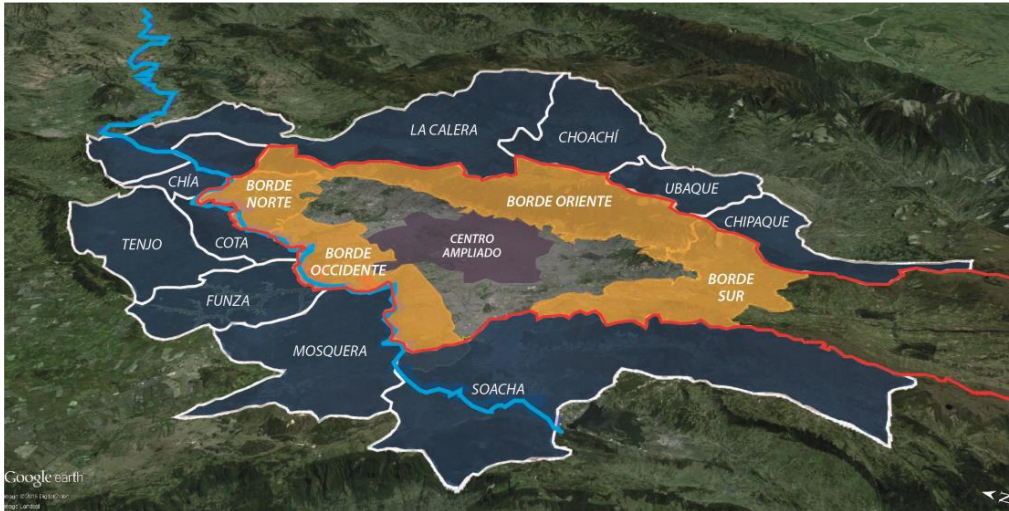 LA CALERA
CHOACHÍ
CHÍA
BORDE
NORTE
UBAQUE
BORDE ORIENTE
CHIPAQUE
TENJO
COTA
CENTRO
AMPLIADO
BORDE
OCCIDENTE
BORDE
SUR
FUNZA
MOSQUERA
SOACHA
Google earth
N